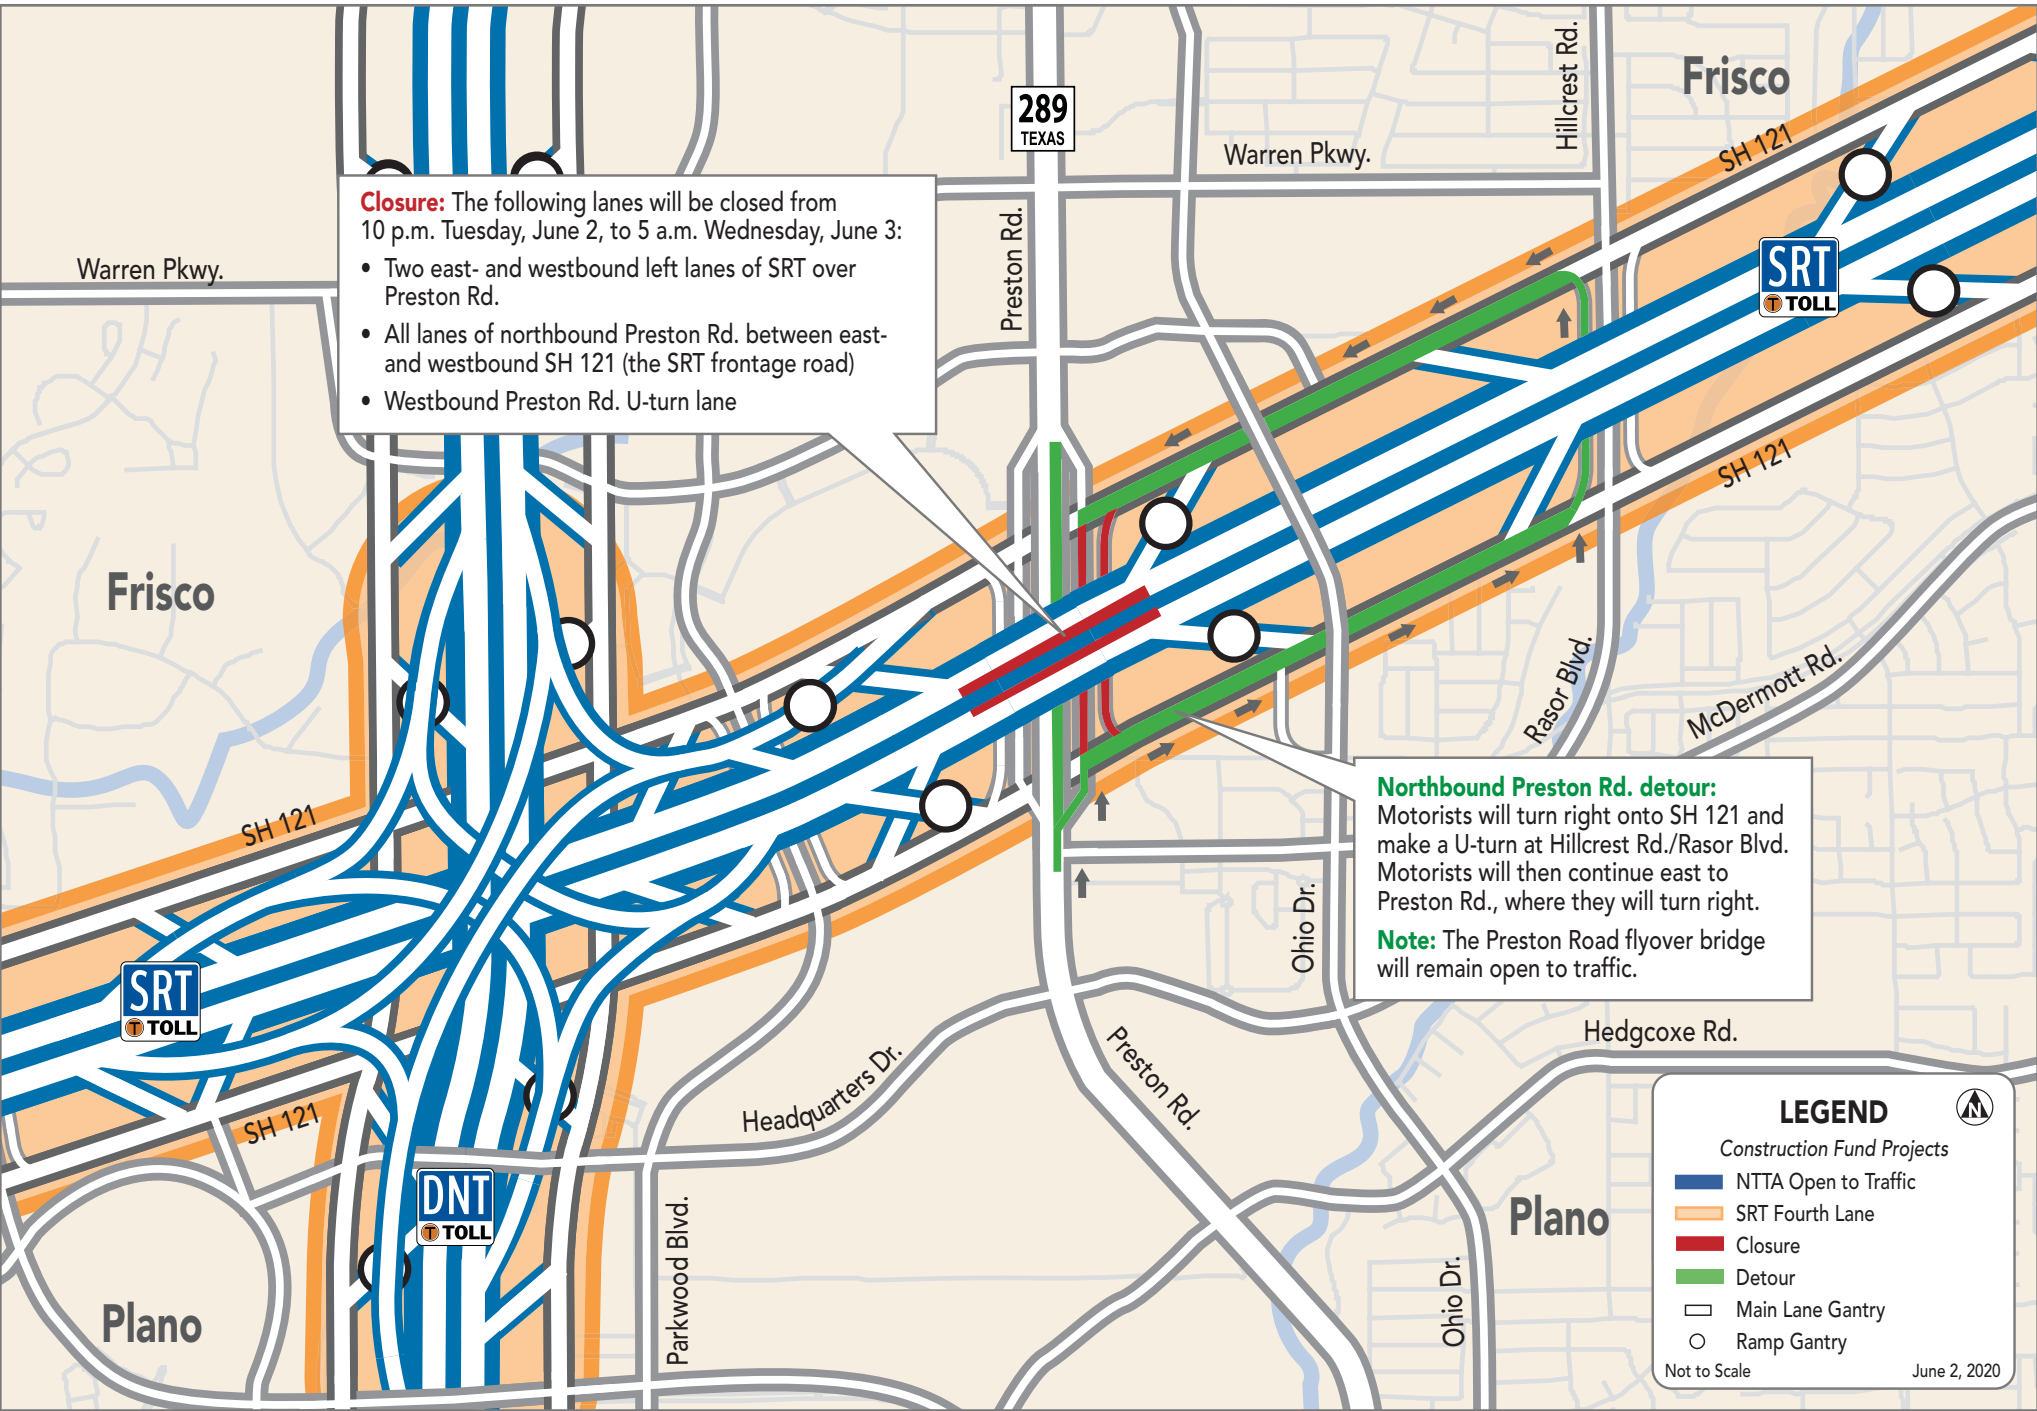 Frisco
Hillcrest Rd.
289
TEXAS
SH 121
Warren Pkwy.
Closure: The following lanes will be closed from
10 p.m. Tuesday, June 2, to 5 a.m. Wednesday, June 3:
• Two east- and westbound left lanes of SRT over
Preston Rd.
• All lanes of northbound Preston Rd. between east-
and westbound SH 121 (the SRT frontage road)
• Westbound Preston Rd. U-turn lane
Preston Rd.
Warren Pkwy.
SRT
T TOLL
SH 121
Frisco
Rasor Blvd.
McDermott Rd.
SH 121
Northbound Preston Rd. detour:
Motorists will turn right onto SH 121 and
make a U-turn at Hillcrest Rd./Rasor Blvd.
Motorists will then continue east to
Preston Rd., where they will turn right.
Note: The Preston Road flyover bridge
will remain open to traffic.
Ohio Dr.
SRT
T TOLL
Headquarters Dr.
Preston Rd.
Hedgcoxe Rd.
SH 121
DNT
T TOLL
Parkwood Blvd.
Plano
Plano
Ohio Dr.
LEGEND
N
Construction Fund Projects
NTTA Open to Traffic
SRT Fourth Lane
Closure
Detour
Main Lane Gantry
Ramp Gantry
Not to Scale
June 2, 2020